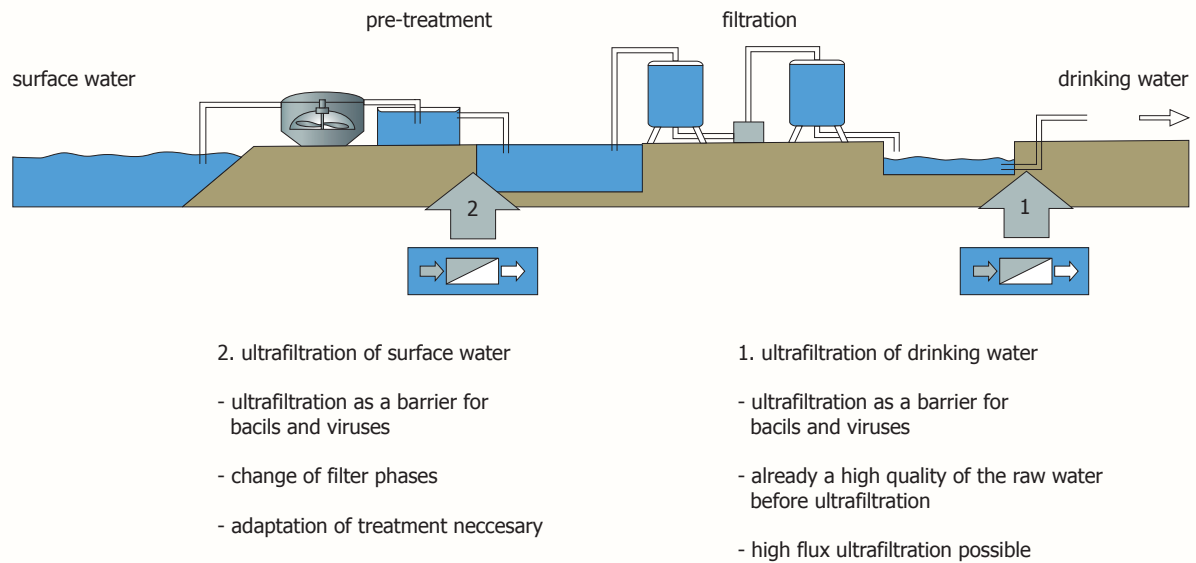 pre-treatment
filtration
surface water
drinking water
2
1
2. ultrafiltration of surface water
- ultrafiltration as a barrier for
bacils and viruses
- change of filter phases
- adaptation of treatment neccesary
1. ultrafiltration of drinking water
- ultrafiltration as a barrier for
bacils and viruses
- already a high quality of the raw water
before ultrafiltration
- high flux ultrafiltration possible